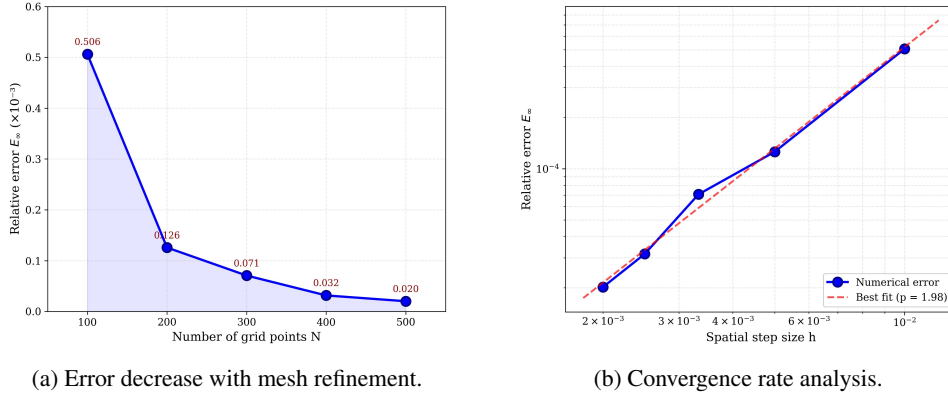 0.6
0.5
0.4
0.3
0.2
0.1
0.0
Relative error E∞ (×10⁻³)
0.506
0.126
0.071
0.032
0.020
100 200 300 400 500
Number of grid points N
(a) Error decrease with mesh refinement.
10⁻⁴
Relative error E∞
Numerical error
Best fit (p = 1.98)
2 × 10⁻³ 3 × 10⁻³ 4 × 10⁻³ 6 × 10⁻³ 10⁻²
Spatial step size h
(b) Convergence rate analysis.